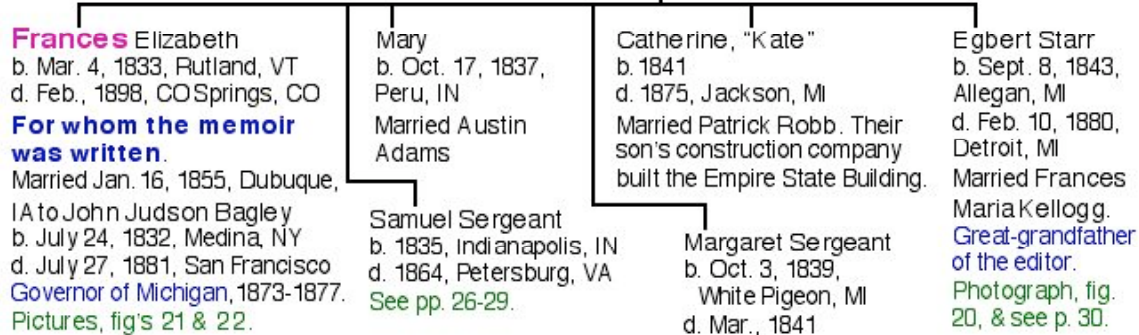 Frances Elizabeth
b. Mar. 4, 1833, Rutland, VT
d. Feb., 1898, CO Springs, CO
For whom the memoir
was written.
Married Jan. 16, 1855, Dubuque,
IA to John Judson Bagley
b. July 24, 1832, Medina, NY
d. July 27, 1881, San Francisco
Governor of Michigan, 1873-1877.
Pictures, fig's 21 & 22.
Samuel Sergeant
b. 1835, Indianapolis, IN
d. 1864, Petersburg, VA
See pp. 26-29.
Mary
b. Oct. 17, 1837,
Peru, IN
Married Austin
Adams
Margaret Sergeant
b. Oct. 3, 1839,
White Pigeon, MI
d. Mar., 1841
Catherine, “Kate”
b. 1841
d. 1875, Jackson, MI
Married Patrick Robb. Their
son's construction company
built the Empire State Building.
Egbert Starr
b. Sept. 8, 1843,
Allegan, MI
d. Feb. 10, 1880,
Detroit, MI
Married Frances
Maria Kellogg.
Great-grandfather
of the editor.
Photograph, fig.
20, & see p. 30.